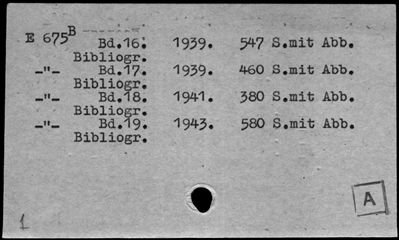 E 675B
Bd.16. 1939. 547 S.mit Abb.
Bibliogr.
-"- Bd.17. 1939. 460 S.mit Abb.
Bibliogr.
-"- Bd.18. 1941. 380 S.mit Abb.
Bibliogr.
-"- Bd.19. 1943. 580 S.mit Abb.
Bibliogr.
A
1